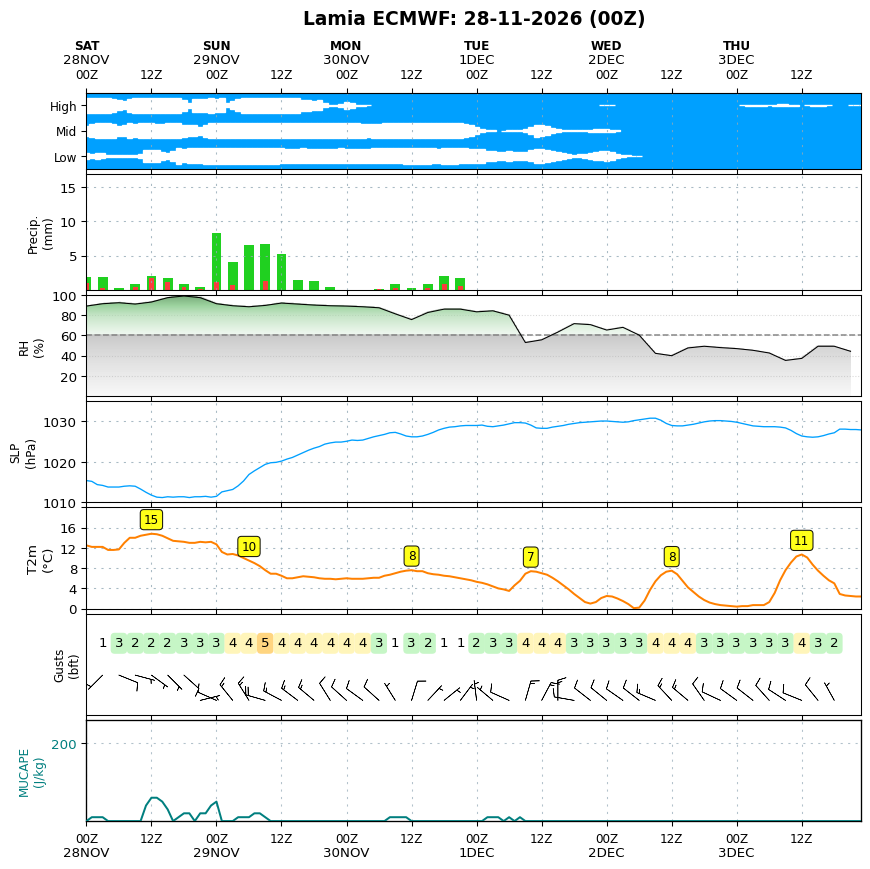 Lamia ECMWF: 28-11-2026 (00Z)
SAT SUN MON TUE WED THU
28NOV 29NOV 30NOV 1DEC 2DEC 3DEC
00Z 12Z 00Z 12Z 00Z 12Z 00Z 12Z 00Z 12Z 00Z 12Z
High
Mid
Low
Precip.
(mm)
15
10
5
RH
(%)
100
80
60
40
20
SLP
(hPa)
1030
1020
1010
T2m
(°C)
16
12
8
4
0
15 10 8 7 8 11
Gusts
(bft)
1 3 2 2 2 3 3 3 4 4 5 4 4 4 4 4 4 3 1 3 2 1 1 2 3 3 4 4 4 3 3 3 3 3 4 4 4 3 3 3 3 3 3 4 3 2
MUCAPE
(J/kg)
200
00Z 12Z 00Z 12Z 00Z 12Z 00Z 12Z 00Z 12Z 00Z 12Z
28NOV 29NOV 30NOV 1DEC 2DEC 3DEC